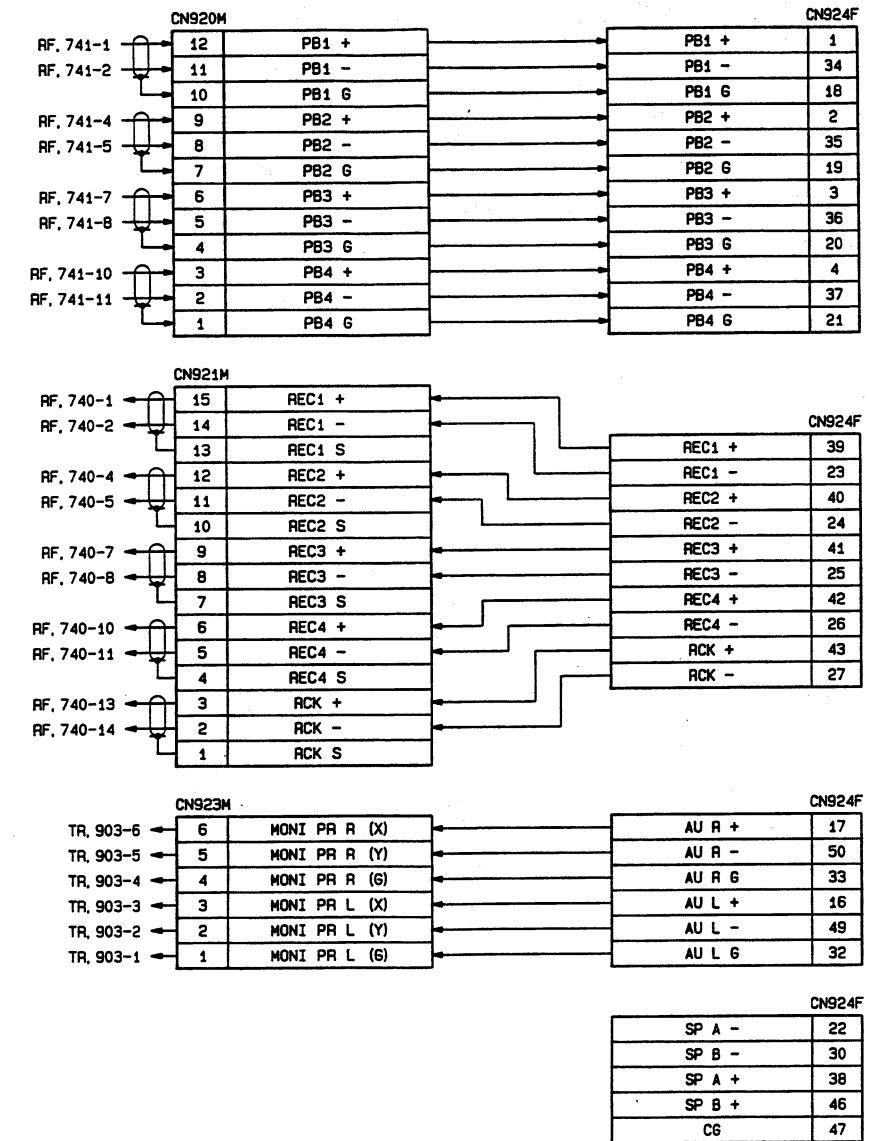 CN920M CN924F
RF, 741-1 12 PB1 + PB1 + 1
RF, 741-2 11 PB1 - PB1 - 34
10 PB1 G PB1 G 18
RF, 741-4 9 PB2 + PB2 + 2
RF, 741-5 8 PB2 - PB2 - 35
7 PB2 G PB2 G 19
RF, 741-7 6 PB3 + PB3 + 3
RF, 741-8 5 PB3 - PB3 - 36
4 PB3 G PB3 G 20
RF, 741-10 3 PB4 + PB4 + 4
RF, 741-11 2 PB4 - PB4 - 37
1 PB4 G PB4 G 21
CN921M
RF, 740-1 15 REC1 +
RF, 740-2 14 REC1 - CN924F
13 REC1 S REC1 + 39
RF, 740-4 12 REC2 + REC1 - 23
RF, 740-5 11 REC2 - REC2 + 40
10 REC2 S REC2 - 24
RF, 740-7 9 REC3 + REC3 + 41
RF, 740-8 8 REC3 - REC3 - 25
7 REC3 S REC4 + 42
RF, 740-10 6 REC4 + REC4 - 26
RF, 740-11 5 REC4 - RCK + 43
4 REC4 S RCK - 27
RF, 740-13 3 RCK +
RF, 740-14 2 RCK -
1 RCK S
CN923M CN924F
TR, 903-6 6 MONI PR R (X) AU R + 17
TR, 903-5 5 MONI PR R (Y) AU R - 50
TR, 903-4 4 MONI PR R (G) AU R G 33
TR, 903-3 3 MONI PR L (X) AU L + 16
TR, 903-2 2 MONI PR L (Y) AU L - 49
TR, 903-1 1 MONI PR L (G) AU L G 32
CN924F
SP A - 22
SP B - 30
SP A + 38
SP B + 46
CG 47